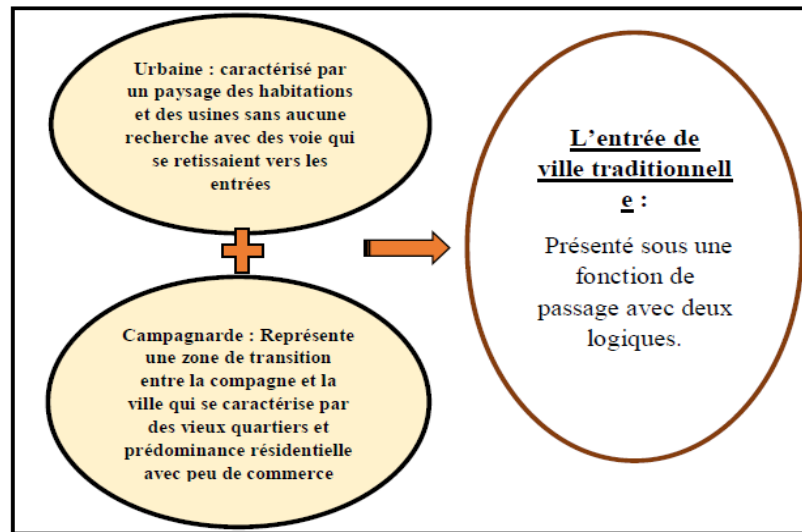 Urbaine : caractérisé par
un paysage des habitations
et des usines sans aucune
recherche avec des voie qui
se retissaient vers les
entrées
Campagnarde : Représente
une zone de transition
entre la compagne et la
ville qui se caractérise par
des vieux quartiers et
prédominance résidentielle
avec peu de commerce
L’entrée de
ville traditionnell
e :
Présenté sous une
fonction de
passage avec deux
logiques.